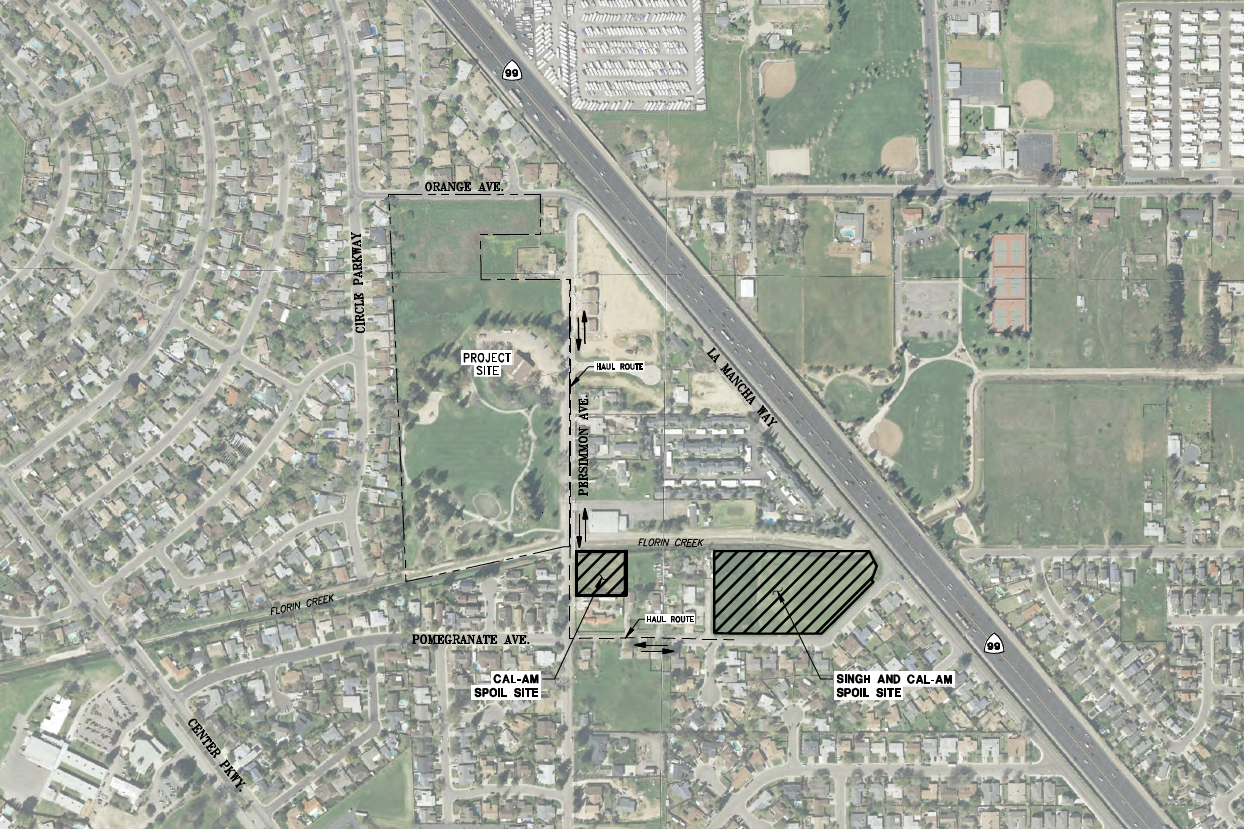 99
ORANGE AVE.
CIRCLE PARKWAY
PROJECT
SITE
HAUL ROUTE
LA MANCHA WAY
PERSIMMON AVE.
FLORIN CREEK
FLORIN CREEK
HAUL ROUTE
POMEGRANATE AVE.
99
CAL-AM
SPOIL SITE
SINGH AND CAL-AM
SPOIL SITE
CENTER PKWY.